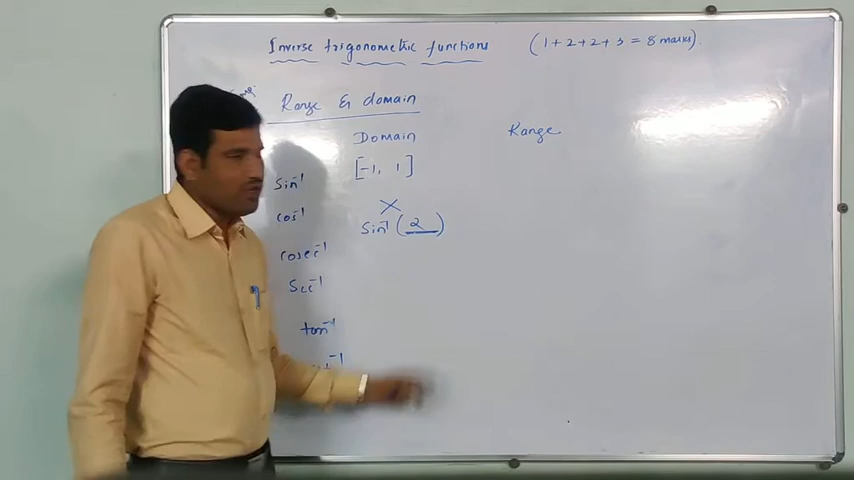 Inverse trigonometric functions (1+2+2+3 = 8 marks).
Range & domain
Domain Range
sin⁻¹ [-1, 1]
cos⁻¹ ×
sin⁻¹ (2)
cosec⁻¹
sec⁻¹
tan⁻¹